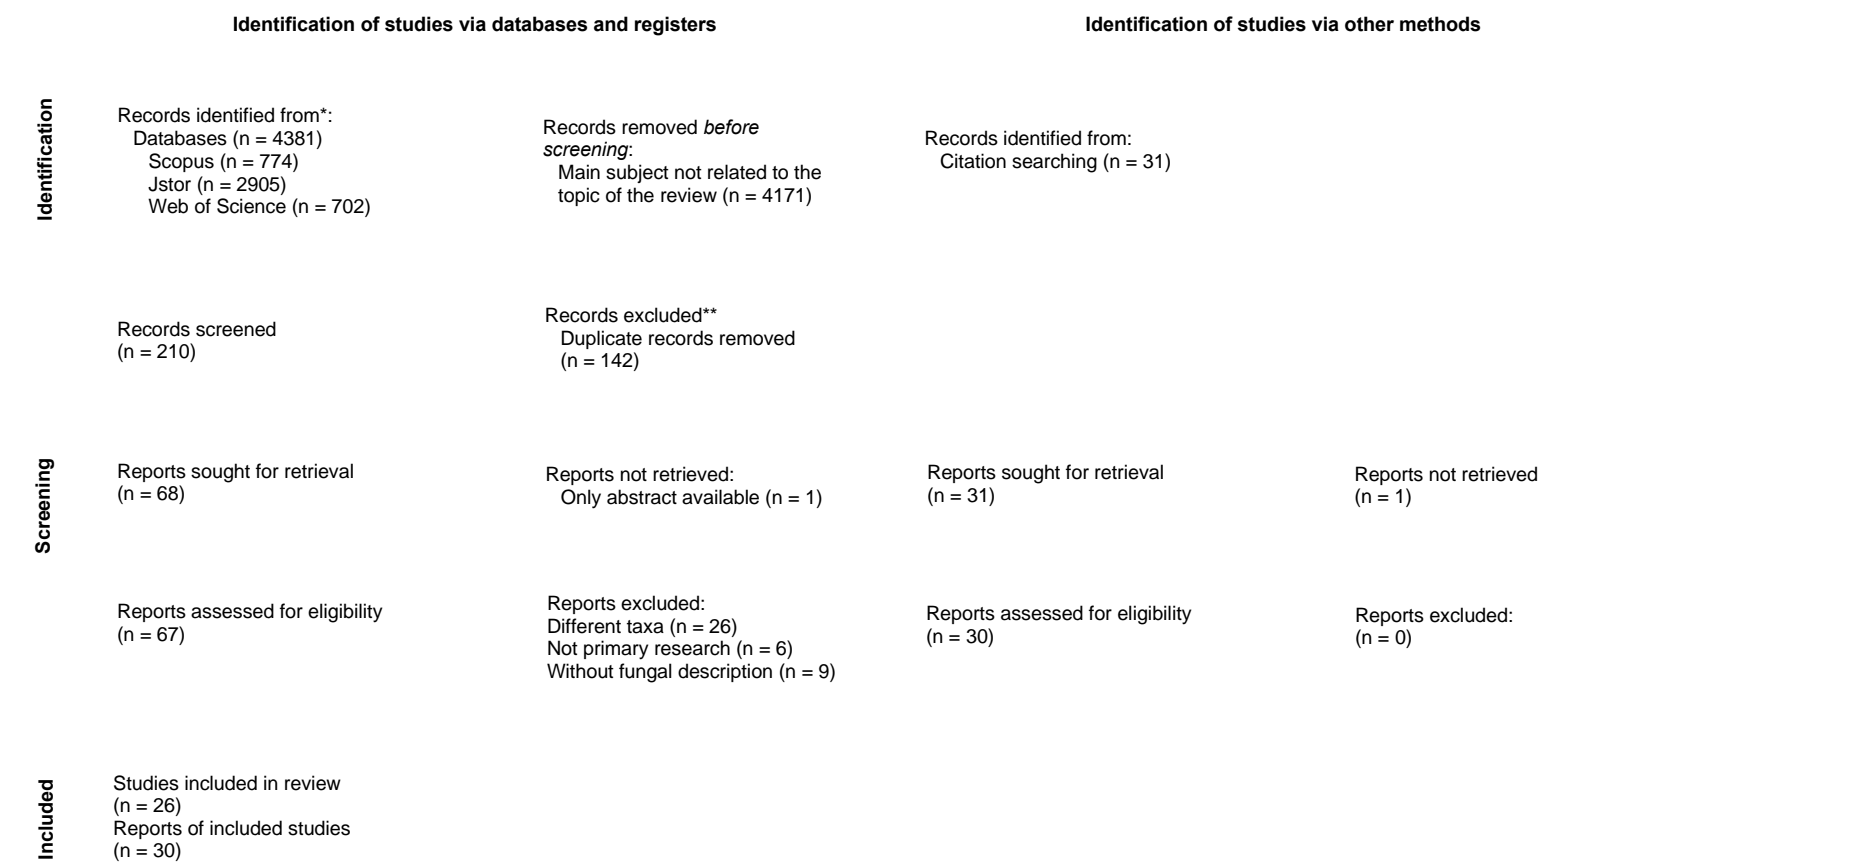 Identification of studies via databases and registers
Identification of studies via other methods
Identification
Records identified from*:
Databases (n = 4381)
Scopus (n = 774)
Jstor (n = 2905)
Web of Science (n = 702)
Records removed before
screening:
Main subject not related to the
topic of the review (n = 4171)
Records identified from:
Citation searching (n = 31)
Screening
Records screened
(n = 210)
Records excluded**
Duplicate records removed
(n = 142)
Reports sought for retrieval
(n = 68)
Reports not retrieved:
Only abstract available (n = 1)
Reports sought for retrieval
(n = 31)
Reports not retrieved
(n = 1)
Reports assessed for eligibility
(n = 67)
Reports excluded:
Different taxa (n = 26)
Not primary research (n = 6)
Without fungal description (n = 9)
Reports assessed for eligibility
(n = 30)
Reports excluded:
(n = 0)
Included
Studies included in review
(n = 26)
Reports of included studies
(n = 30)